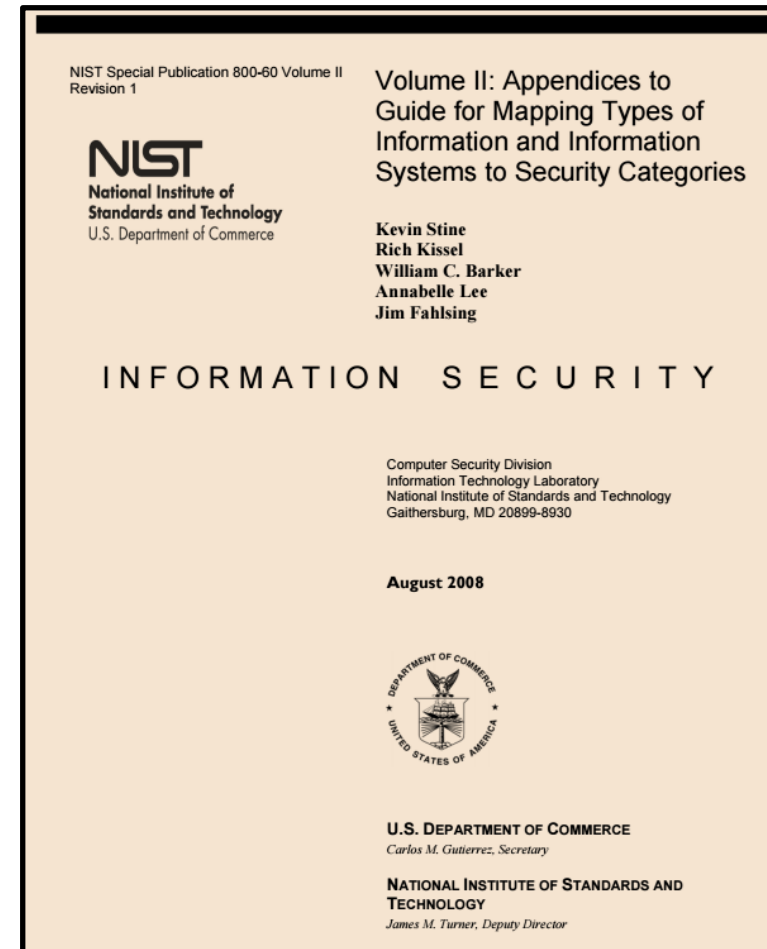 NIST Special Publication 800-60 Volume II
Revision 1
NIST
National Institute of
Standards and Technology
U.S. Department of Commerce
Volume II: Appendices to
Guide for Mapping Types of
Information and Information
Systems to Security Categories
Kevin Stine
Rich Kissel
William C. Barker
Annabelle Lee
Jim Fahlsing
INFORMATION SECURITY
Computer Security Division
Information Technology Laboratory
National Institute of Standards and Technology
Gaithersburg, MD 20899-8930
August 2008
DEPARTMENT OF COMMERCE
UNITED STATES OF AMERICA
U.S. DEPARTMENT OF COMMERCE
Carlos M. Gutierrez, Secretary
NATIONAL INSTITUTE OF STANDARDS AND
TECHNOLOGY
James M. Turner, Deputy Director